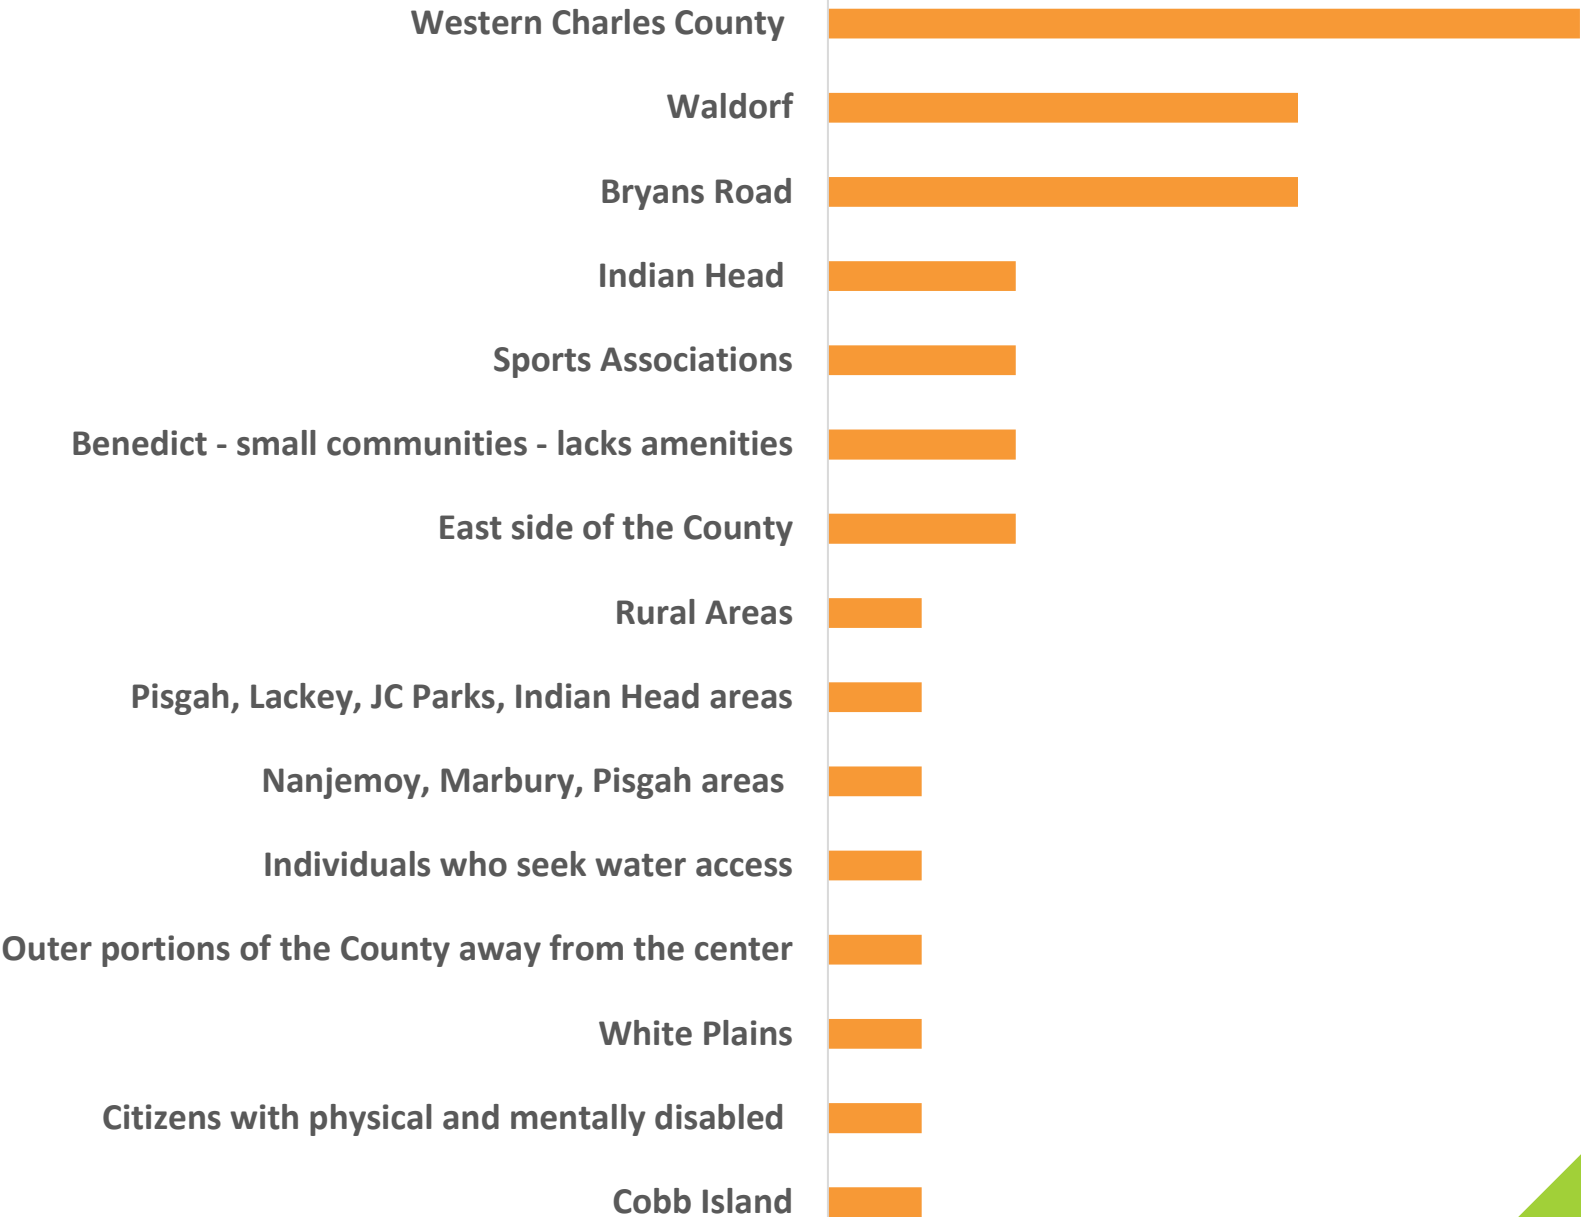 Western Charles County
Waldorf
Bryans Road
Indian Head
Sports Associations
Benedict - small communities - lacks amenities
East side of the County
Rural Areas
Pisgah, Lackey, JC Parks, Indian Head areas
Nanjemoy, Marbury, Pisgah areas
Individuals who seek water access
Outer portions of the County away from the center
White Plains
Citizens with physical and mentally disabled
Cobb Island